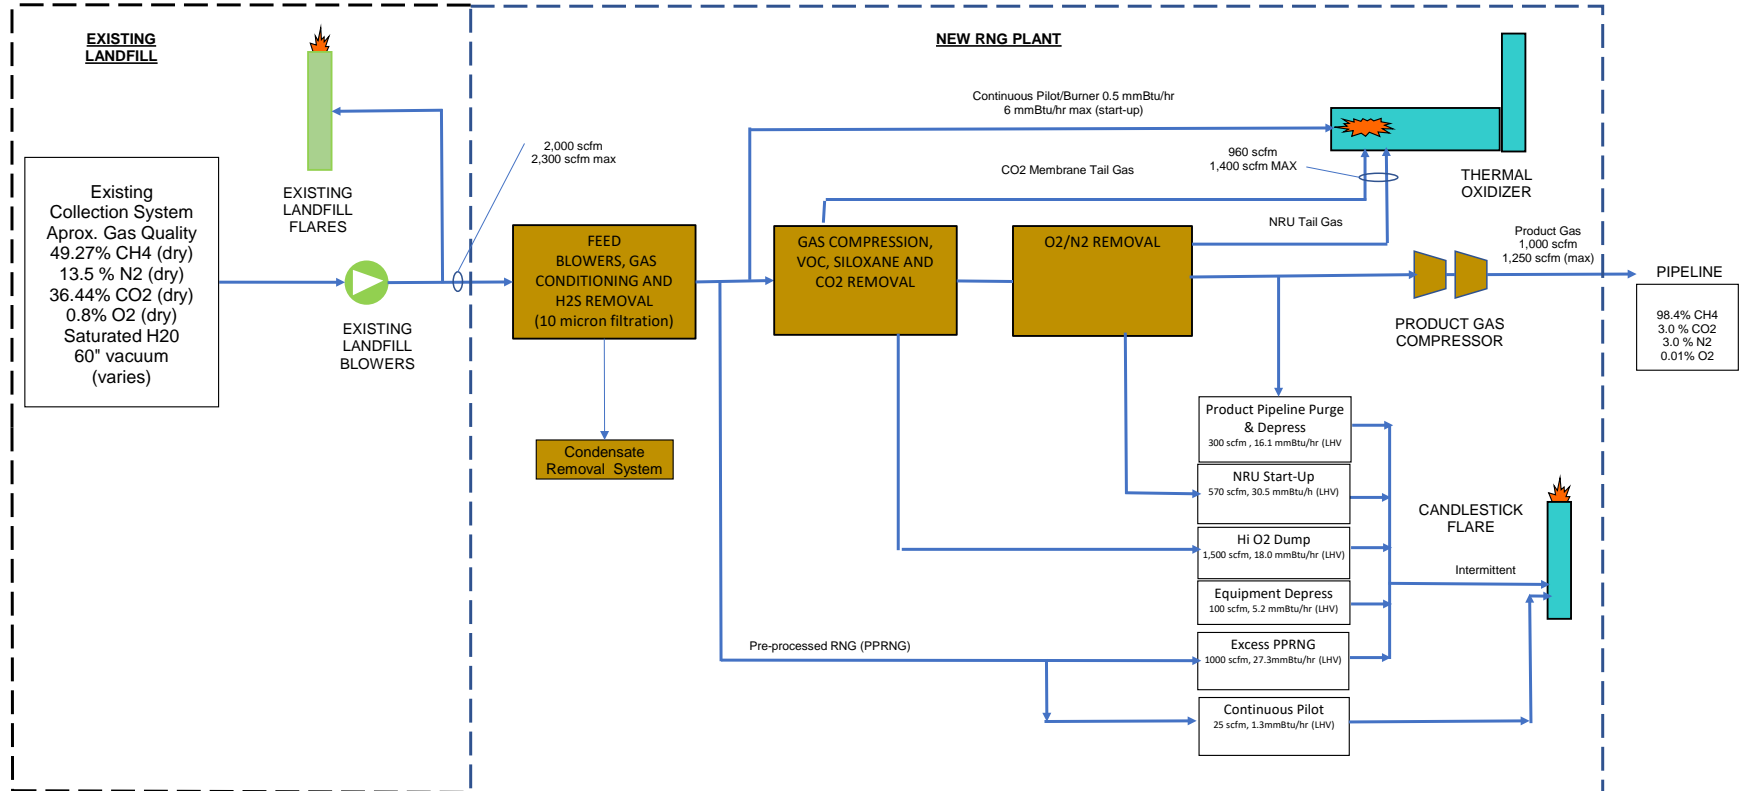 EXISTING
LANDFILL
NEW RNG PLANT
Existing
Collection System
Aprox. Gas Quality
49.27% CH4 (dry)
13.5 % N2 (dry)
36.44% CO2 (dry)
0.8% O2 (dry)
Saturated H20
60" vacuum
(varies)
EXISTING
LANDFILL
FLARES
EXISTING
LANDFILL
BLOWERS
2,000 scfm
2,300 scfm max
FEED
BLOWERS, GAS
CONDITIONING AND
H2S REMOVAL
(10 micron filtration)
Condensate
Removal System
Continuous Pilot/Burner 0.5 mmBtu/hr
6 mmBtu/hr max (start-up)
CO2 Membrane Tail Gas
960 scfm
1,400 scfm MAX
THERMAL
OXIDIZER
NRU Tail Gas
GAS COMPRESSION,
VOC, SILOXANE AND
CO2 REMOVAL
O2/N2 REMOVAL
Product Gas
1,000 scfm
1,250 scfm (max)
PRODUCT GAS
COMPRESSOR
PIPELINE
98.4% CH4
3.0 % CO2
3.0 % N2
0.01% O2
Product Pipeline Purge
& Depress
300 scfm , 16.1 mmBtu/hr (LHV
NRU Start-Up
570 scfm, 30.5 mmBtu/h (LHV)
Hi O2 Dump
1,500 scfm, 18.0 mmBtu/hr (LHV)
Equipment Depress
100 scfm, 5.2 mmBtu/hr (LHV)
Excess PPRNG
1000 scfm, 27.3mmBtu/hr (LHV)
Continuous Pilot
25 scfm, 1.3mmBtu/hr (LHV)
Pre-processed RNG (PPRNG)
CANDLESTICK
FLARE
Intermittent